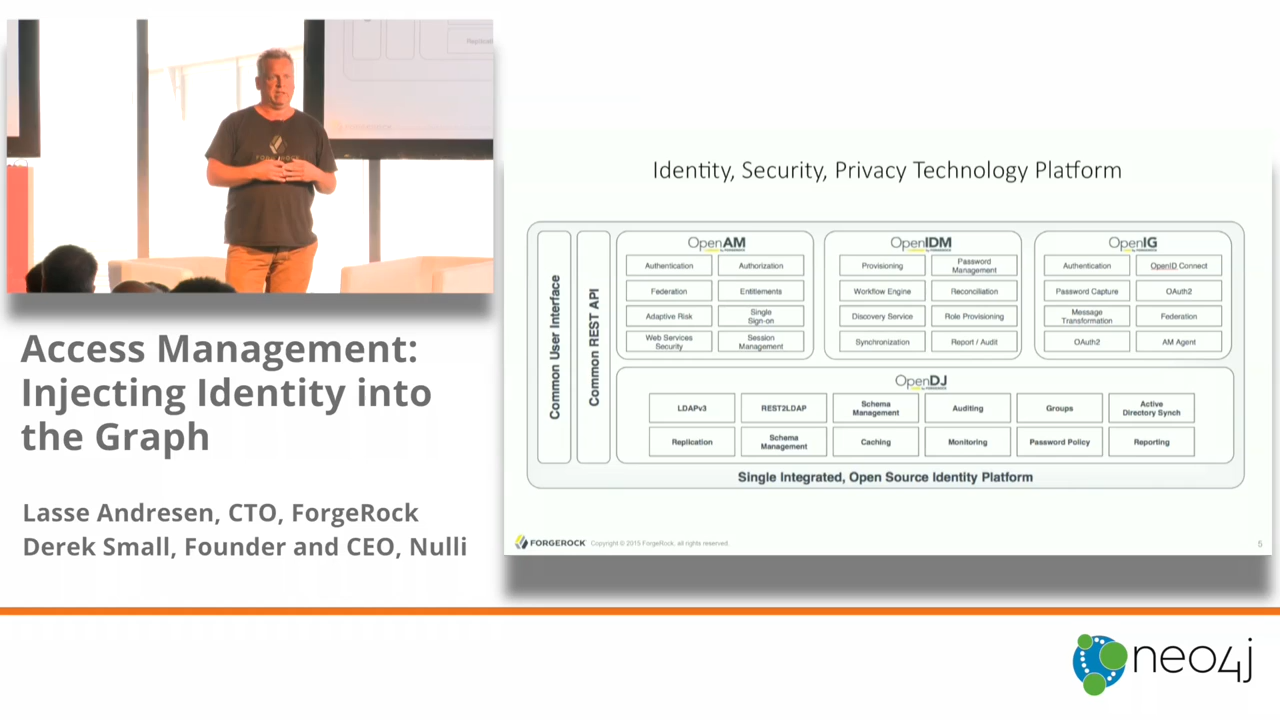 Replicati
FORGEROCK
FORGEROCK
Access Management:
Injecting Identity into
the Graph
Lasse Andresen, CTO, ForgeRock
Derek Small, Founder and CEO, Nulli
Identity, Security, Privacy Technology Platform
Common User Interface
Common REST API
OpenAM
Authentication
Authorization
Federation
Entitlements
Adaptive Risk
Single
Sign-on
Web Services
Security
Session
Management
OpenIDM
Provisioning
Password
Management
Workflow Engine
Reconciliation
Discovery Service
Role Provisioning
Synchronization
Report / Audit
OpenIG
Authentication
OpenID Connect
Password Capture
OAuth2
Message
Transformation
Federation
OAuth2
AM Agent
OpenDJ
LDAPv3
REST2LDAP
Schema
Management
Auditing
Groups
Active
Directory Synch
Replication
Schema
Management
Caching
Monitoring
Password Policy
Reporting
Single Integrated, Open Source Identity Platform
FORGEROCK Copyright © 2015 ForgeRock, all rights reserved.
5
neo4j